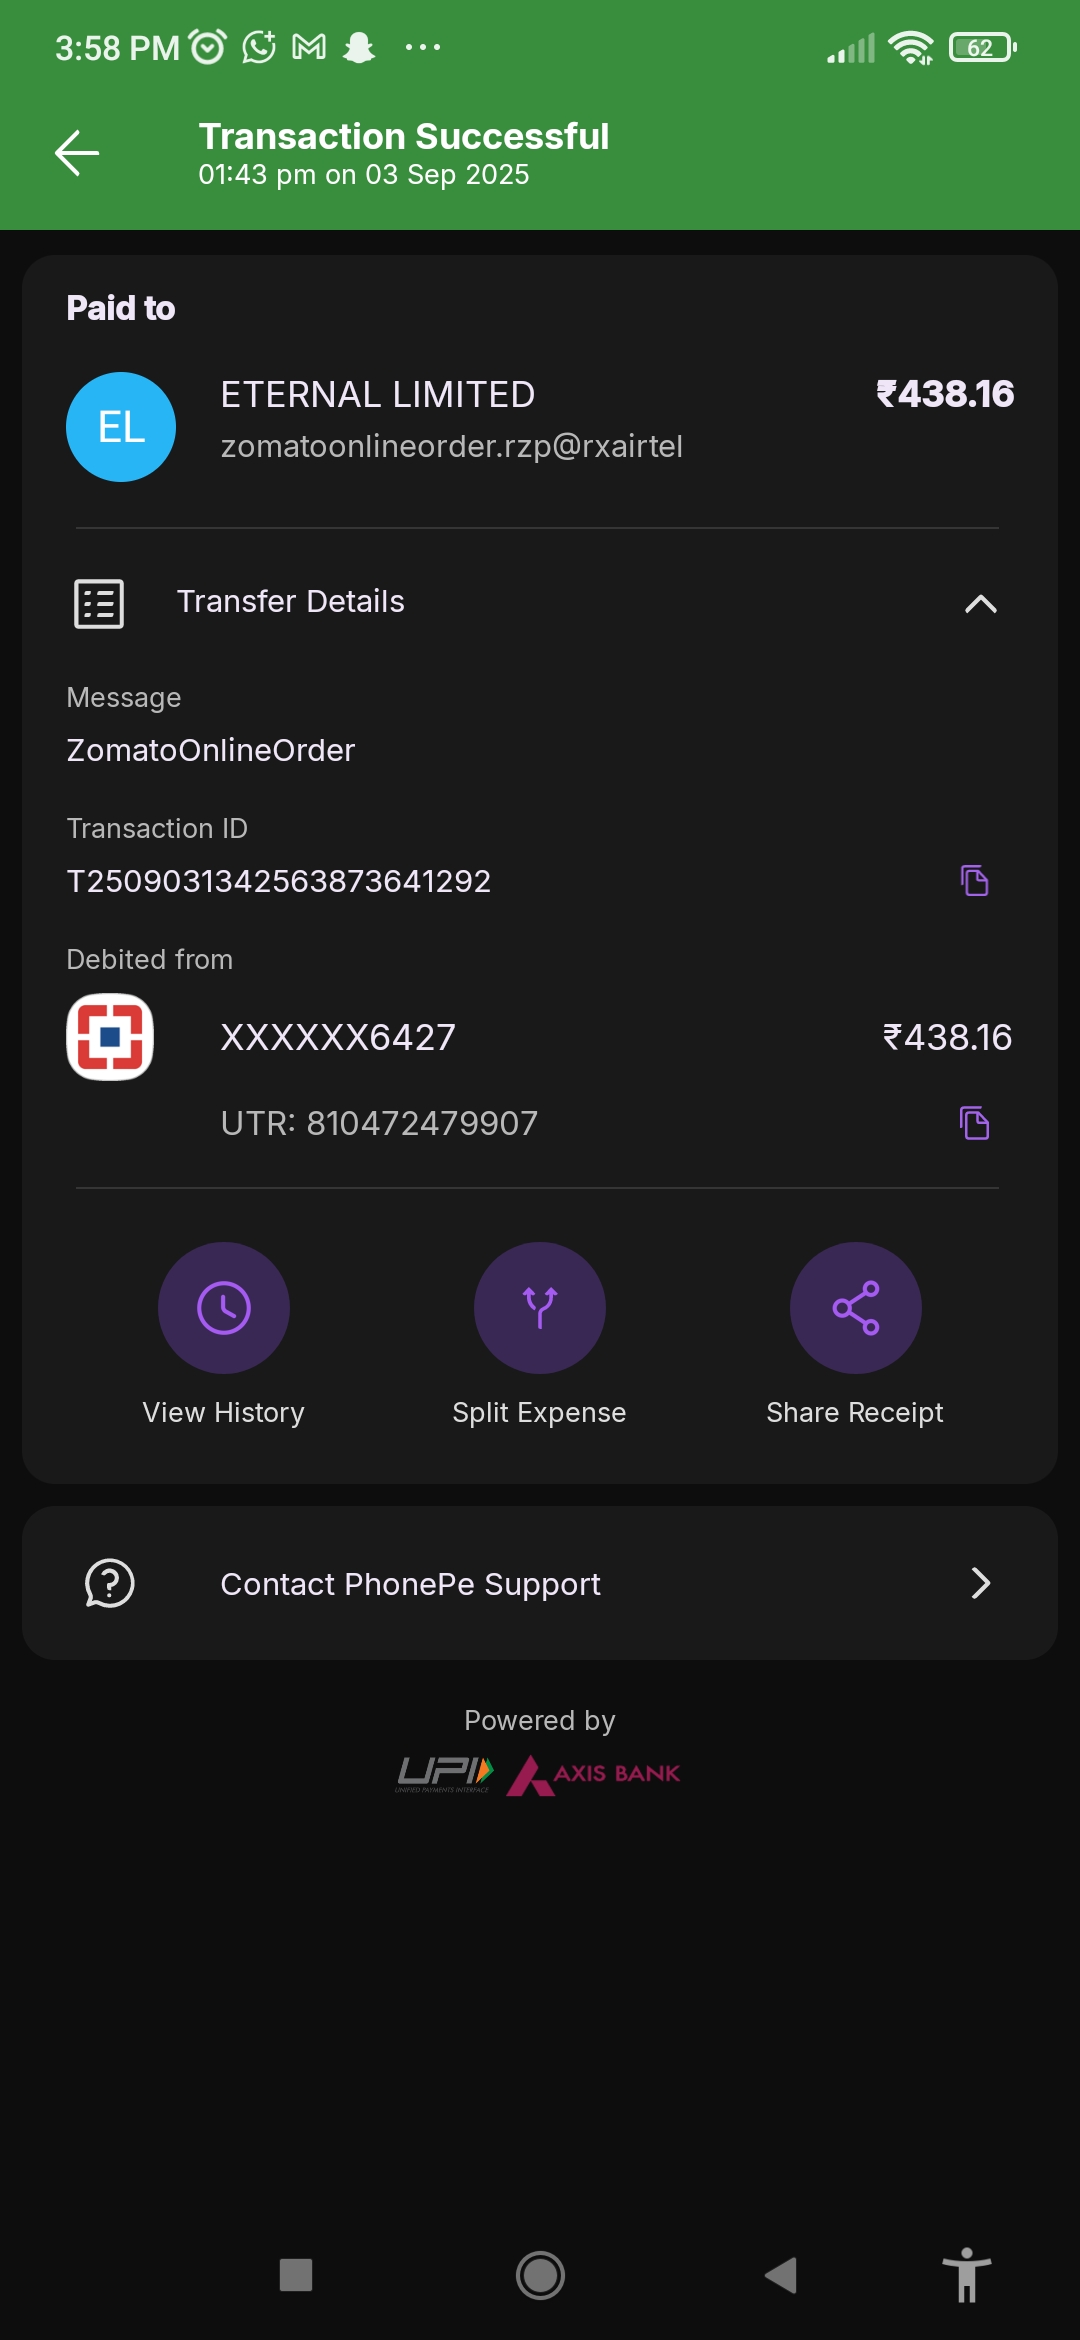 3:58 PM
62
Transaction Successful
01:43 pm on 03 Sep 2025
Paid to
EL
ETERNAL LIMITED
₹438.16
zomatoonlineorder.rzp@rxairtel
Transfer Details
Message
ZomatoOnlineOrder
Transaction ID
T2509031342563873641292
Debited from
XXXXXX6427
₹438.16
UTR: 810472479907
View History
Split Expense
Share Receipt
Contact PhonePe Support
Powered by
UPI
UNIFIED PAYMENTS INTERFACE
AXIS BANK